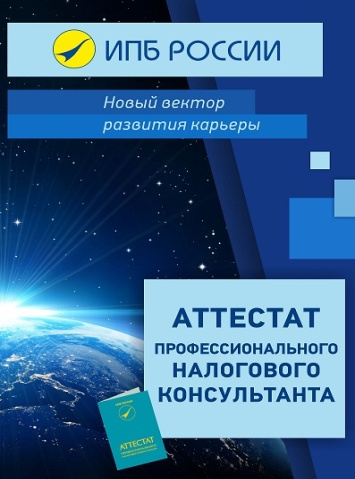 ИПБ РОССИИ
Новый вектор
развития карьеры
АТТЕСТАТ
ПРОФЕССИОНАЛЬНОГО
НАЛОГОВОГО
КОНСУЛЬТАНТА
АТТЕСТАТ